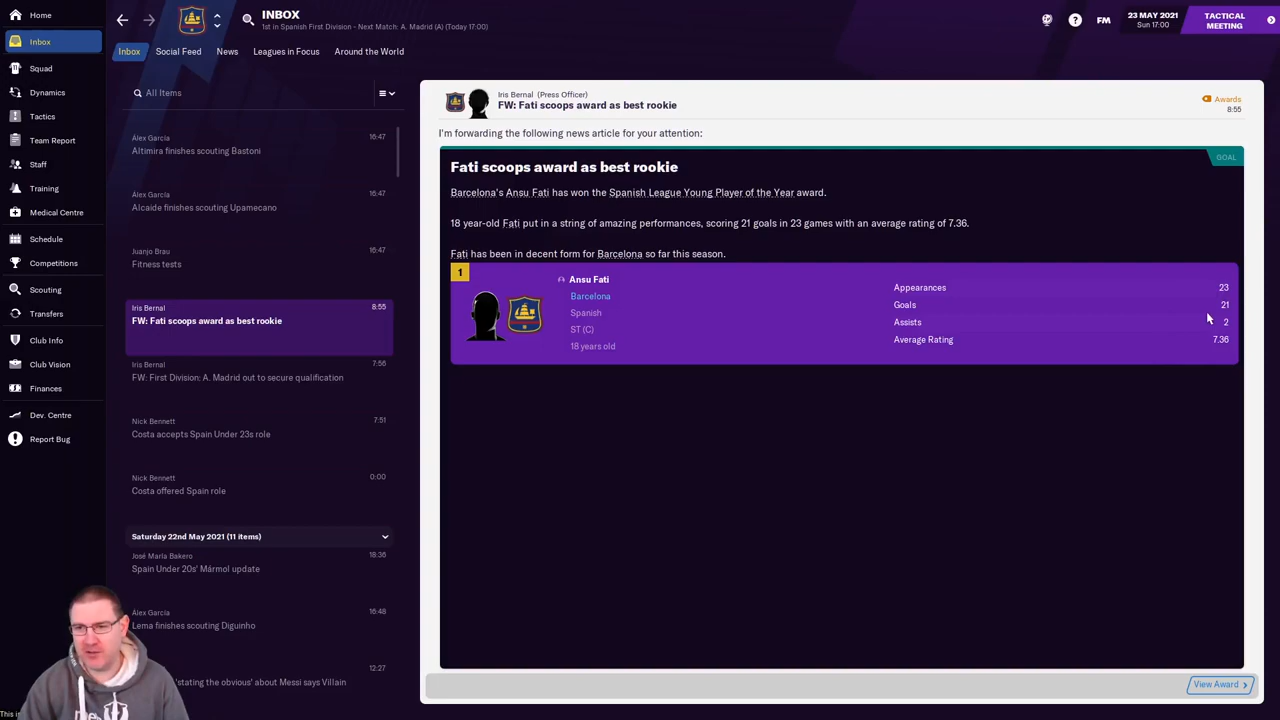 Home
Inbox
Squad
Dynamics
Tactics
Team Report
Staff
Training
Medical Centre
Schedule
Competitions
Scouting
Transfers
Club Info
Club Vision
Finances
Dev. Centre
Report Bug
INBOX
1st in Spanish First Division - Next Match: A. Madrid (A) (Today 17:00)
FM
23 MAY 2021
Sun 17:00
TACTICAL
MEETING
Inbox
Social Feed
News
Leagues in Focus
Around the World
All Items
Álex García
16:47
Altimira finishes scouting Bastoni
Álex García
16:47
Alcaide finishes scouting Upamecano
Juanjo Brau
16:47
Fitness tests
Iris Bernal
8:55
FW: Fati scoops award as best rookie
Iris Bernal
7:56
FW: First Division: A. Madrid out to secure qualification
Nick Bennett
7:51
Costa accepts Spain Under 23s role
Nick Bennett
0:00
Costa offered Spain role
Saturday 22nd May 2021 (11 items)
José María Bakero
18:36
Spain Under 20s' Mármol update
Álex García
16:48
Lema finishes scouting Diguinho
12:27
'stating the obvious' about Messi says Villain
This is
Iris Bernal (Press Officer)
FW: Fati scoops award as best rookie
Awards
8:55
I'm forwarding the following news article for your attention:
GOAL
Fati scoops award as best rookie
Barcelona's Ansu Fati has won the Spanish League Young Player of the Year award.
18 year-old Fati put in a string of amazing performances, scoring 21 goals in 23 games with an average rating of 7.36.
Fati has been in decent form for Barcelona so far this season.
1
Ansu Fati
Barcelona
Spanish
ST (C)
18 years old
Appearances
23
Goals
21
Assists
2
Average Rating
7.36
View Award